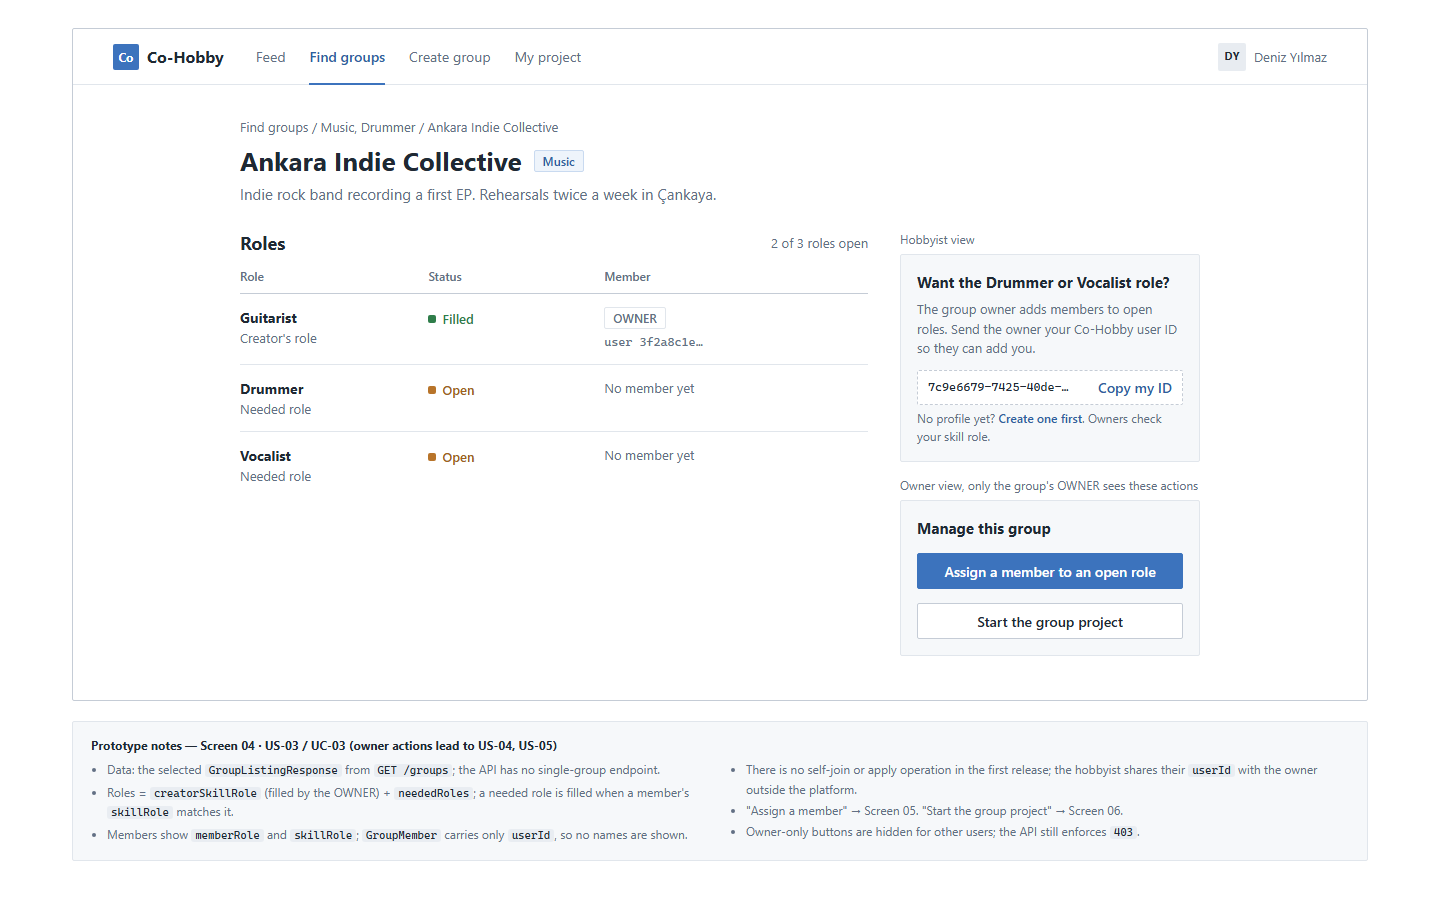 Co Co-Hobby Feed Find groups Create group My project DY Deniz Yılmaz
Find groups / Music, Drummer / Ankara Indie Collective
Ankara Indie Collective Music
Indie rock band recording a first EP. Rehearsals twice a week in Çankaya.
Roles 2 of 3 roles open
Role Status Member
Guitarist Filled OWNER
Creator's role user 3f2a8c1e…
Drummer Open No member yet
Needed role
Vocalist Open No member yet
Needed role
Hobbyist view
Want the Drummer or Vocalist role?
The group owner adds members to open
roles. Send the owner your Co-Hobby user ID
so they can add you.
7c9e6679-7425-40de-… Copy my ID
No profile yet? Create one first. Owners check
your skill role.
Owner view, only the group's OWNER sees these actions
Manage this group
Assign a member to an open role
Start the group project
Prototype notes — Screen 04 · US-03 / UC-03 (owner actions lead to US-04, US-05)
• Data: the selected GroupListingResponse from GET /groups; the API has no single-group endpoint.
• Roles = creatorSkillRole (filled by the OWNER) + neededRoles; a needed role is filled when a member's
skillRole matches it.
• Members show memberRole and skillRole; GroupMember carries only userId, so no names are shown.
• There is no self-join or apply operation in the first release; the hobbyist shares their userId with the owner
outside the platform.
• "Assign a member" → Screen 05. "Start the group project" → Screen 06.
• Owner-only buttons are hidden for other users; the API still enforces 403.